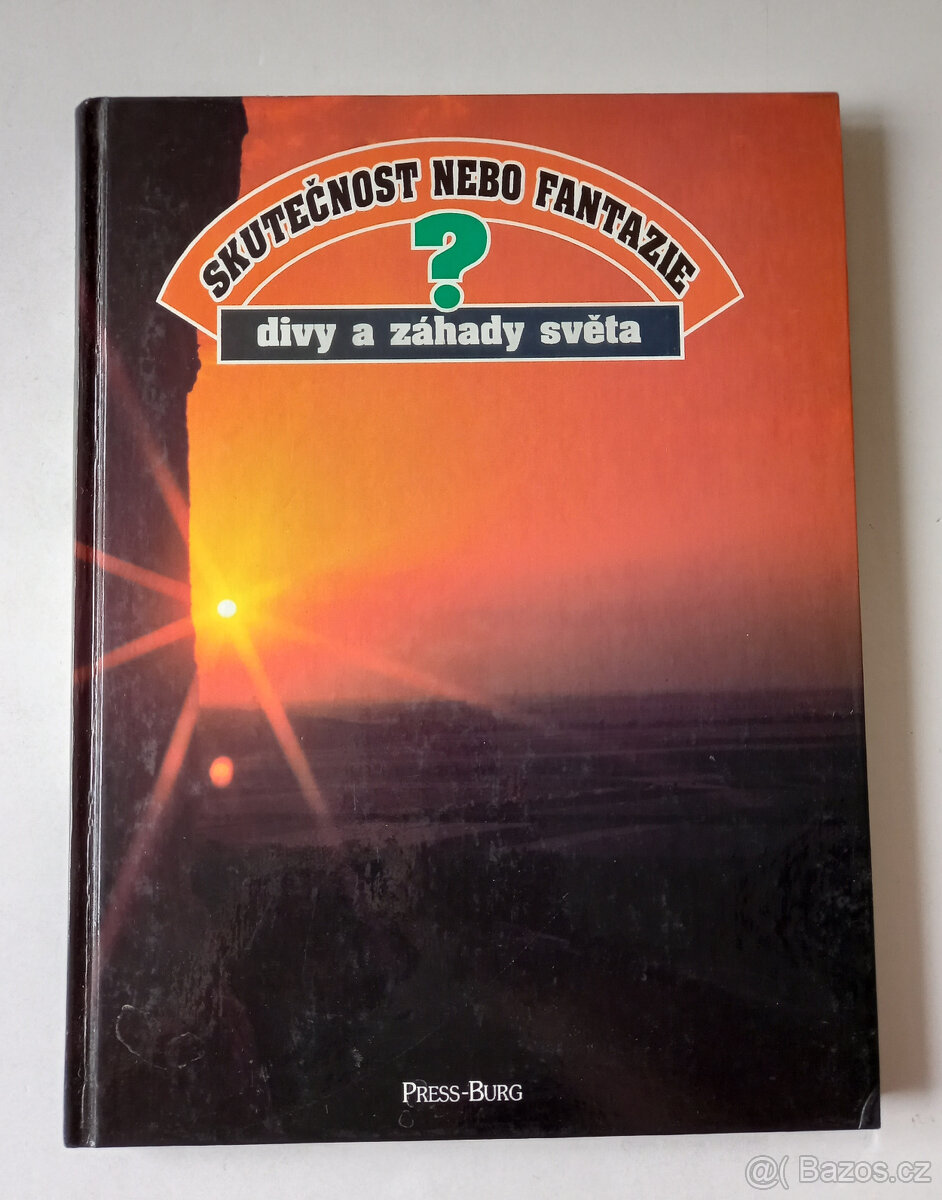 SKUTEČNOST NEBO FANTAZIE
?
divy a záhady světa
PRESS-BURG
@( Bazos.cz